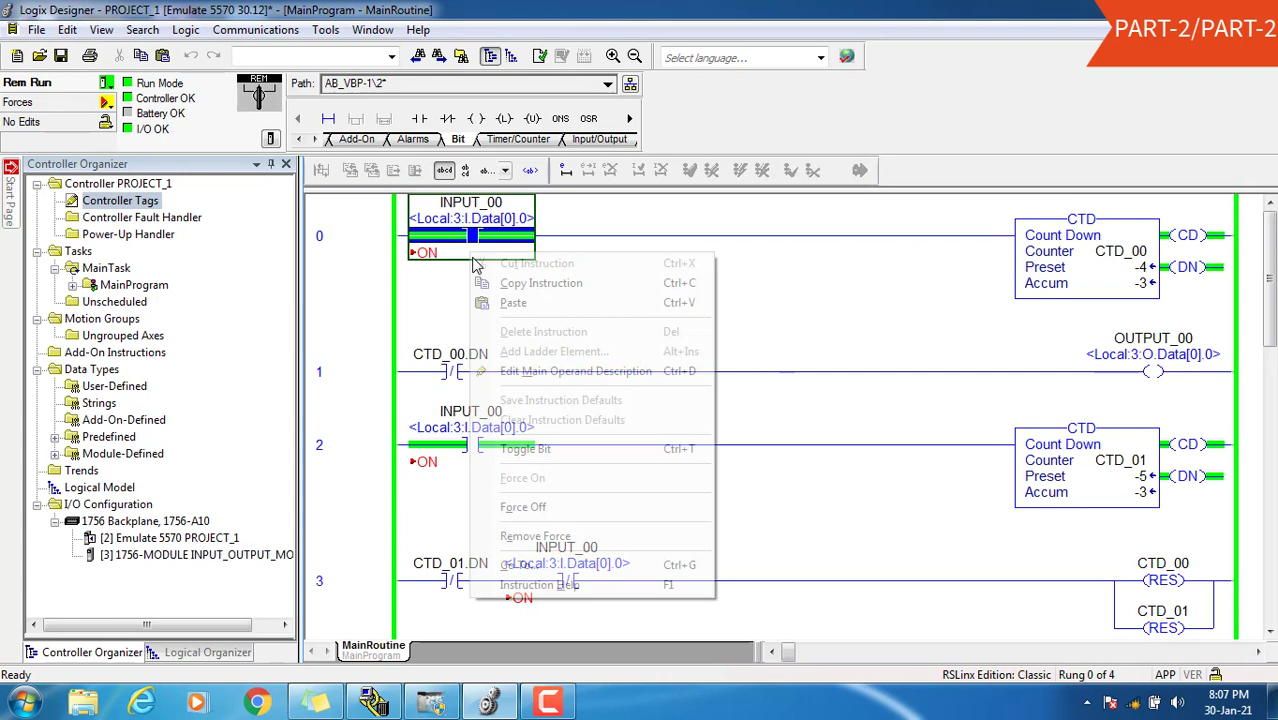 Logix Designer - PROJECT_1 [Emulate 5570 30.12]* - [MainProgram - MainRoutine]
PART-2/PART-2
File Edit View Search Logic Communications Tools Window Help
Select language...
Rem Run
Run Mode
Forces
Controller OK
No Edits
Battery OK
I/O OK
REM
Path: AB_VBP-1\2*
ONS OSR
Add-On Alarms Bit Timer/Counter Input/Output
Start Page
Controller Organizer
Controller PROJECT_1
Controller Tags
Controller Fault Handler
Power-Up Handler
Tasks
MainTask
MainProgram
Unscheduled
Motion Groups
Ungrouped Axes
Add-On Instructions
Data Types
User-Defined
Strings
Add-On-Defined
Predefined
Module-Defined
Trends
Logical Model
I/O Configuration
1756 Backplane, 1756-A10
[2] Emulate 5570 PROJECT_1
[3] 1756-MODULE INPUT_OUTPUT_MO
Controller Organizer Logical Organizer
INPUT_00
<Local:3:I.Data[0].0>
0
ON
CTD
Count Down
Counter CTD_00
Preset -4
Accum -3
CD
DN
Cut Instruction Ctrl+X
Copy Instruction Ctrl+C
Paste Ctrl+V
Delete Instruction Del
Add Ladder Element... Alt+Ins
Edit Main Operand Description Ctrl+D
Save Instruction Defaults
Clear Instruction Defaults
Toggle Bit Ctrl+T
Force On
Force Off
Remove Force
Go To... Ctrl+G
Instruction Help F1
CTD_00.DN
OUTPUT_00
<Local:3:O.Data[0].0>
1
INPUT_00
<Local:3:I.Data[0].0>
2
ON
CTD
Count Down
Counter CTD_01
Preset -5
Accum -3
CD
DN
CTD_01.DN
INPUT_00
<Local:3:I.Data[0].0>
3
ON
CTD_00
RES
CTD_01
RES
MainRoutine
MainProgram
Ready
RSLinx Edition: Classic Rung 0 of 4 APP VER
8:07 PM
30-Jan-21